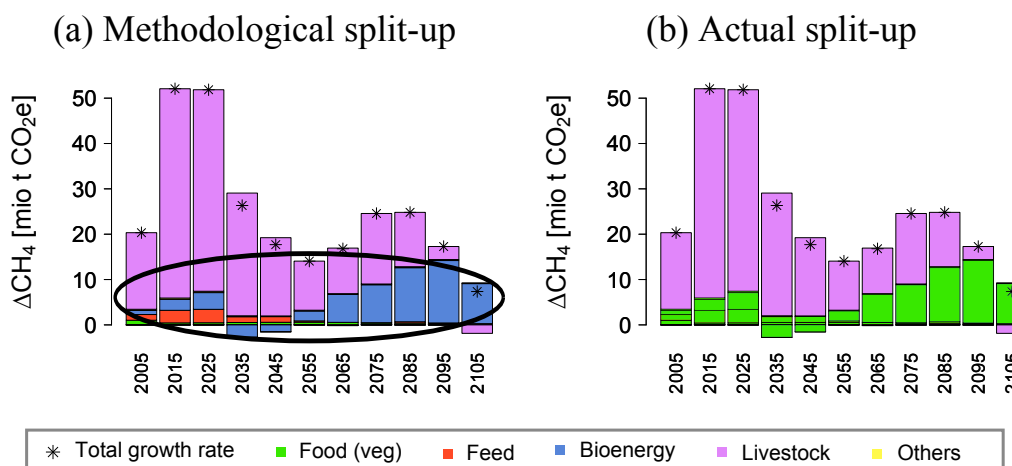 (a) Methodological split-up
(b) Actual split-up
ΔCH4 [mio t CO2e]
50
40
30
20
10
0
2005 2015 2025 2035 2045 2055 2065 2075 2085 2095 2105
ΔCH4 [mio t CO2e]
50
40
30
20
10
0
2005 2015 2025 2035 2045 2055 2065 2075 2085 2095 2105
Total growth rate Food (veg) Feed Bioenergy Livestock Others